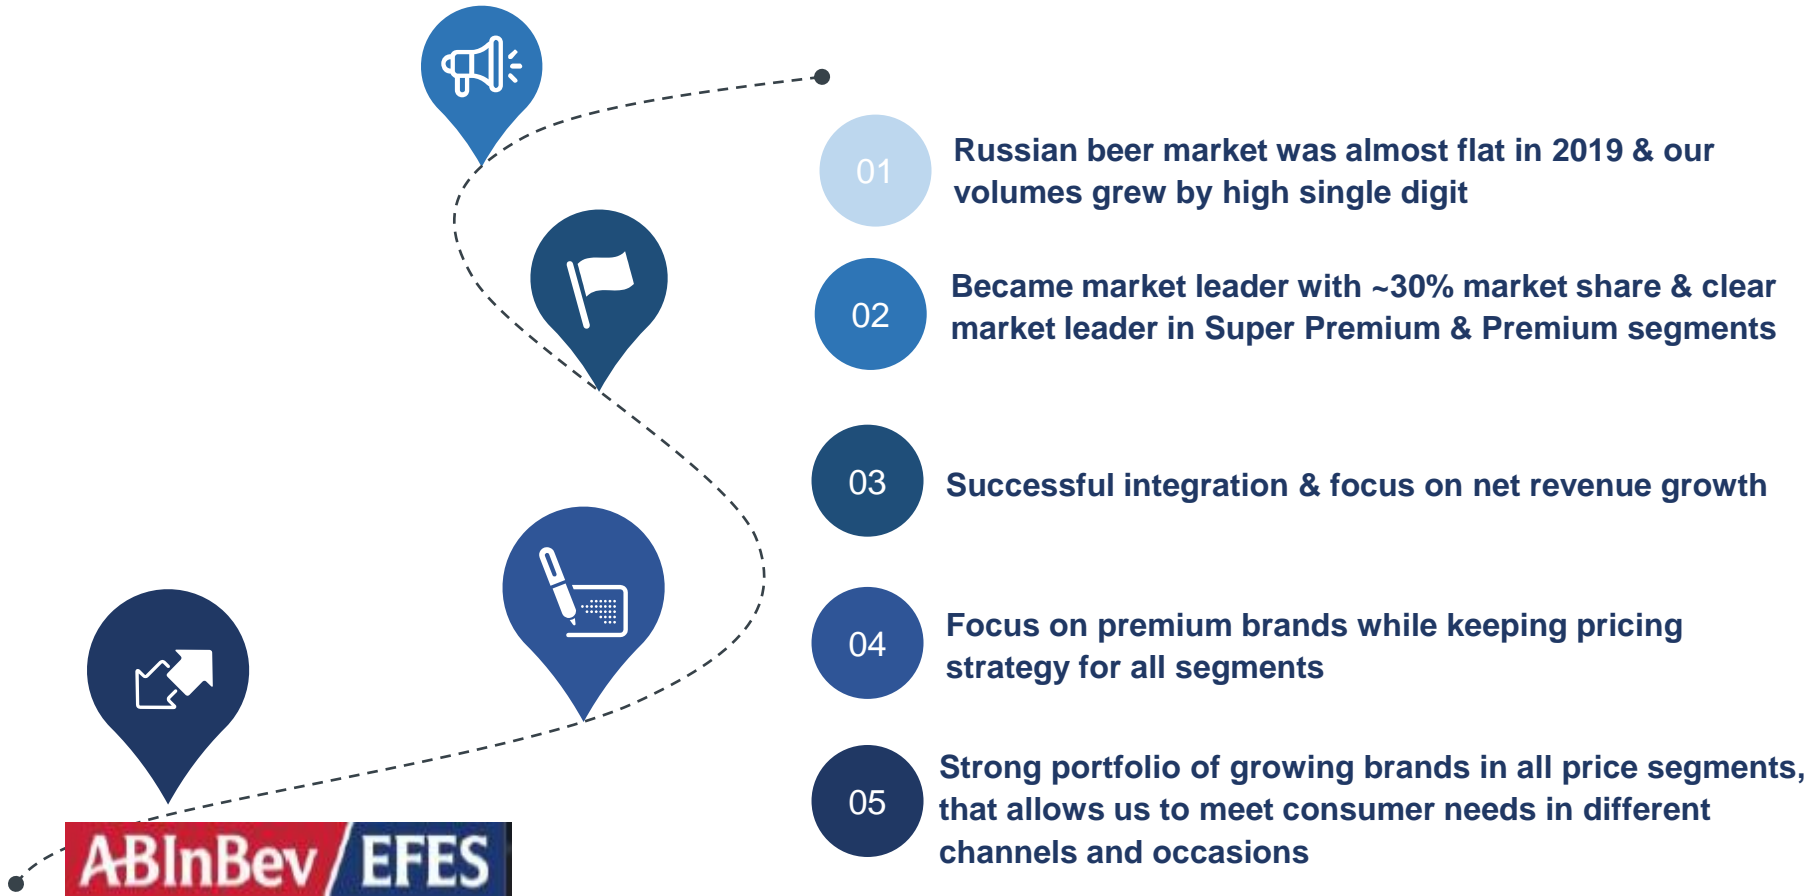 01
Russian beer market was almost flat in 2019 & our
volumes grew by high single digit
02
Became market leader with ~30% market share & clear
market leader in Super Premium & Premium segments
03
Successful integration & focus on net revenue growth
04
Focus on premium brands while keeping pricing
strategy for all segments
05
Strong portfolio of growing brands in all price segments,
that allows us to meet consumer needs in different
channels and occasions
ABInBev/EFES